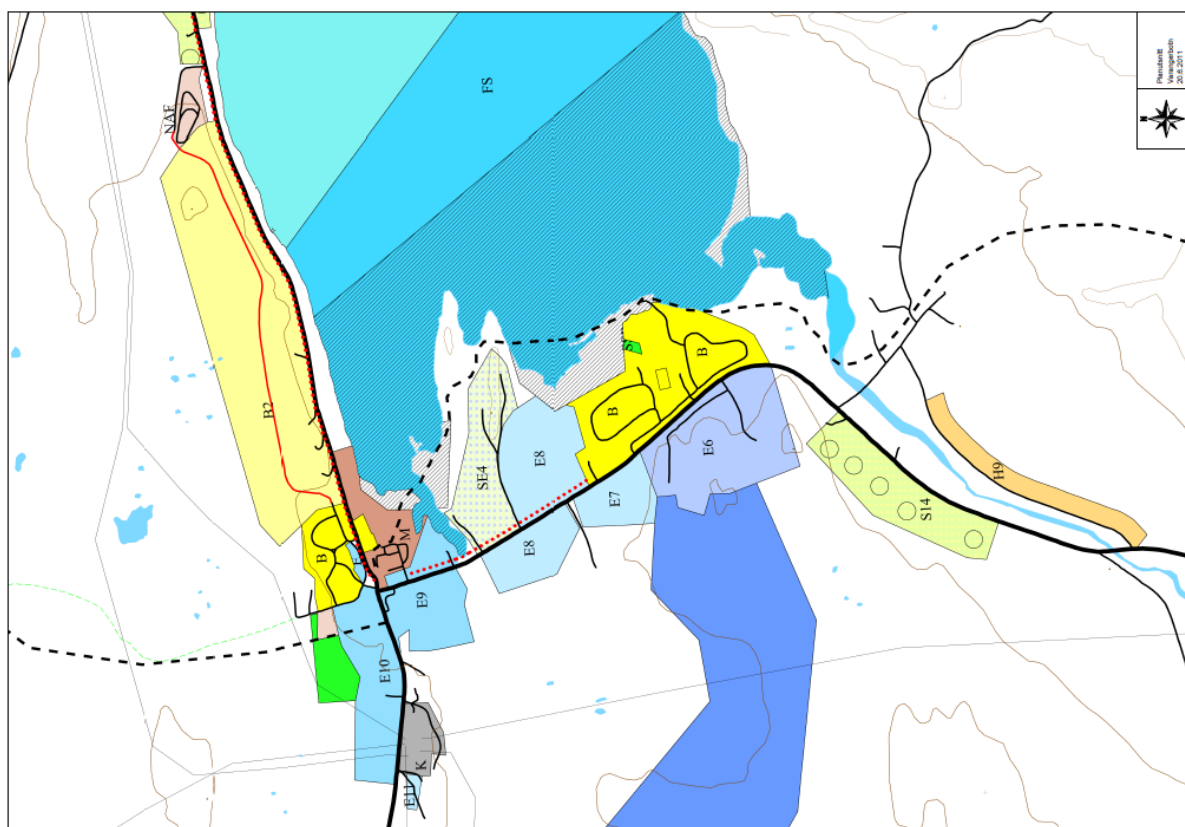 Planutsnitt
Varangerbotn
20.6.2011
N
NAF
FS
B2
S
B
B
SE4
E8
B
M
E6
E7
E8
E9
E10
H9
S14
K
E11